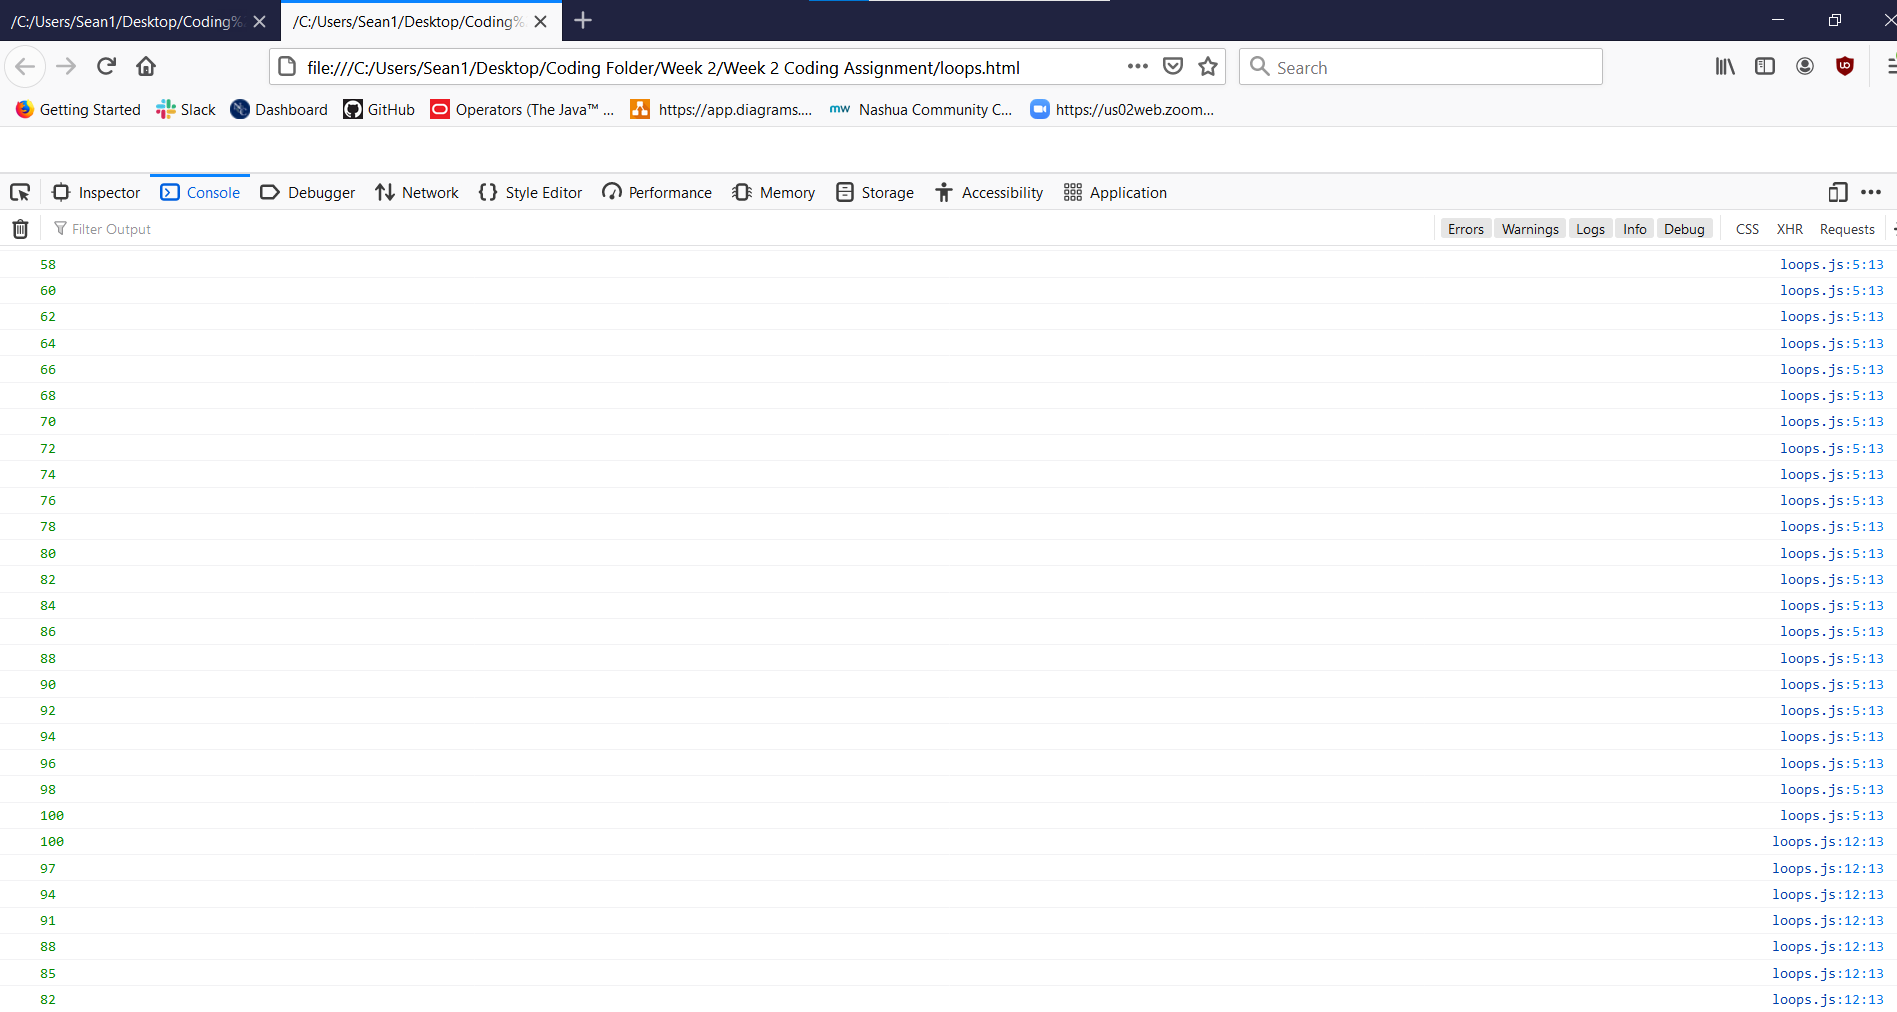 /C:/Users/Sean1/Desktop/Coding% /C:/Users/Sean1/Desktop/Coding%
file:///C:/Users/Sean1/Desktop/Coding Folder/Week 2/Week 2 Coding Assignment/loops.html Search
Getting Started Slack Dashboard GitHub Operators (The Java™ ... https://app.diagrams.... mw Nashua Community C... https://us02web.zoom...
Inspector Console Debugger Network Style Editor Performance Memory Storage Accessibility Application
Filter Output Errors Warnings Logs Info Debug CSS XHR Requests
58 loops.js:5:13
60 loops.js:5:13
62 loops.js:5:13
64 loops.js:5:13
66 loops.js:5:13
68 loops.js:5:13
70 loops.js:5:13
72 loops.js:5:13
74 loops.js:5:13
76 loops.js:5:13
78 loops.js:5:13
80 loops.js:5:13
82 loops.js:5:13
84 loops.js:5:13
86 loops.js:5:13
88 loops.js:5:13
90 loops.js:5:13
92 loops.js:5:13
94 loops.js:5:13
96 loops.js:5:13
98 loops.js:5:13
100 loops.js:5:13
100 loops.js:12:13
97 loops.js:12:13
94 loops.js:12:13
91 loops.js:12:13
88 loops.js:12:13
85 loops.js:12:13
82 loops.js:12:13